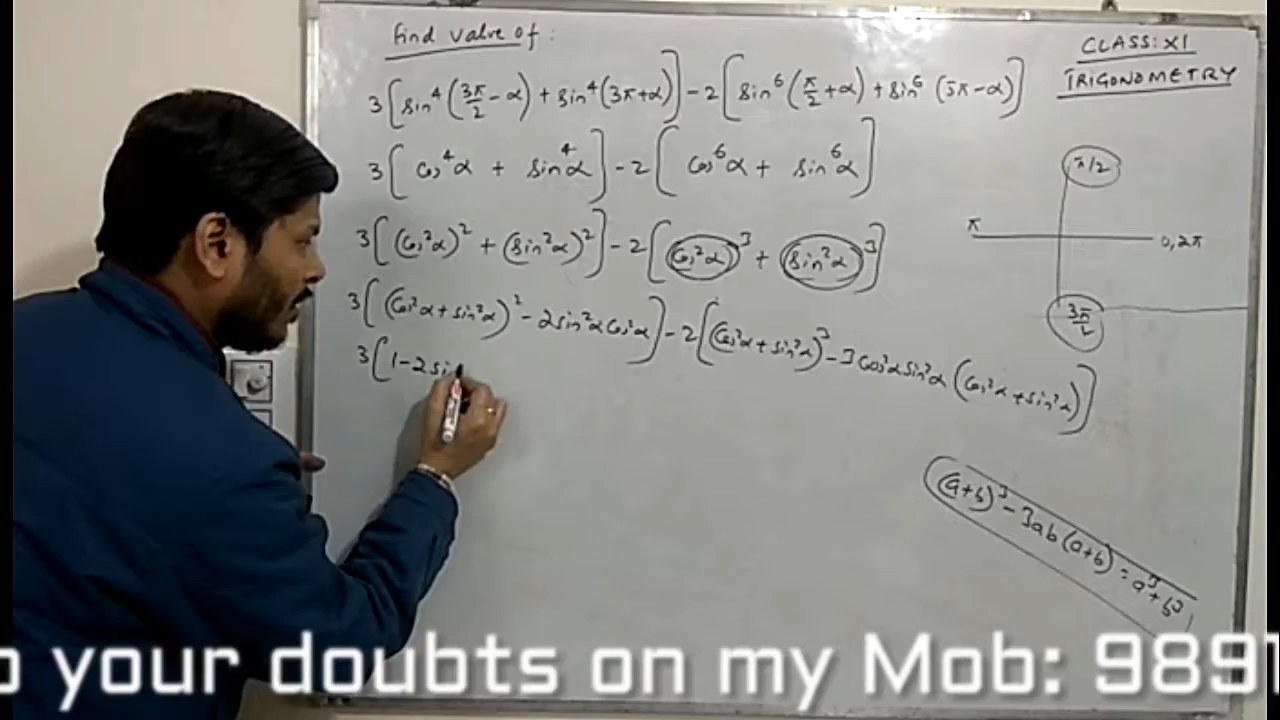 find value of :
CLASS: XI
TRIGONOMETRY
3[sin⁴(3π/2 - α) + sin⁴(3π+α)] - 2[sin⁶(π/2 + α) + sin⁶(5π-α)]
3[cos⁴α + sin⁴α] - 2[cos⁶α + sin⁶α]
3[(cos²α)² + (sin²α)²] - 2[(cos²α)³ + (sin²α)³]
3[(cos²α + sin²α)² - 2sin²α cos²α] - 2[(cos²α + sin²α)³ - 3cos²α sin²α (cos²α + sin²α)]
3[1-2si
π/2
π
0, 2π
3π/2
(a+b)³ - 3ab(a+b) = a³+b³
your doubts on my Mob: 9891